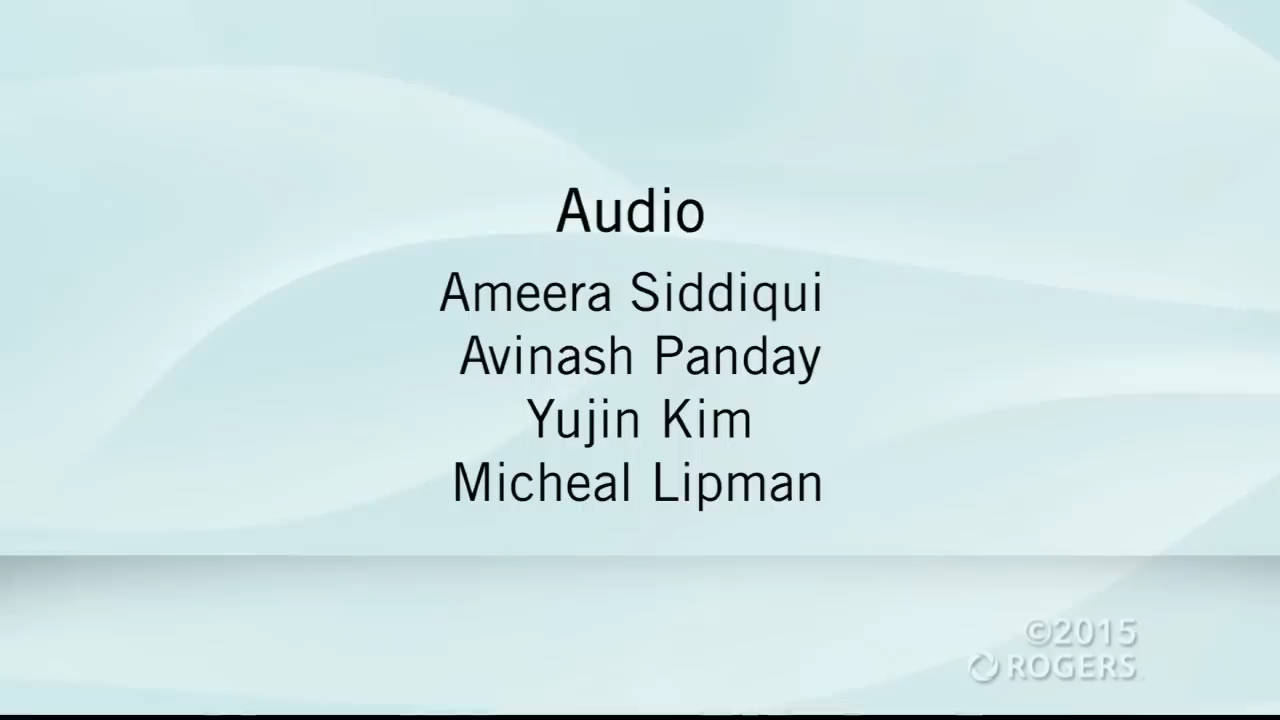 Audio
Ameera Siddiqui
Avinash Panday
Yujin Kim
Micheal Lipman
©2015
ROGERS